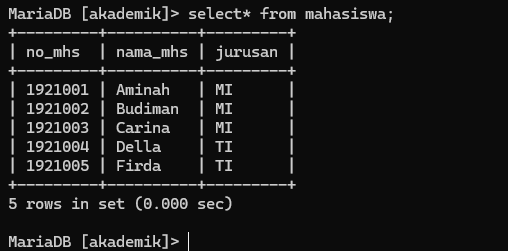 MariaDB [akademik]> select* from mahasiswa;
+---------+----------+---------+
| no_mhs  | nama_mhs | jurusan |
+---------+----------+---------+
| 1921001 | Aminah   | MI      |
| 1921002 | Budiman  | MI      |
| 1921003 | Carina   | MI      |
| 1921004 | Della    | TI      |
| 1921005 | Firda    | TI      |
+---------+----------+---------+
5 rows in set (0.000 sec)
MariaDB [akademik]>